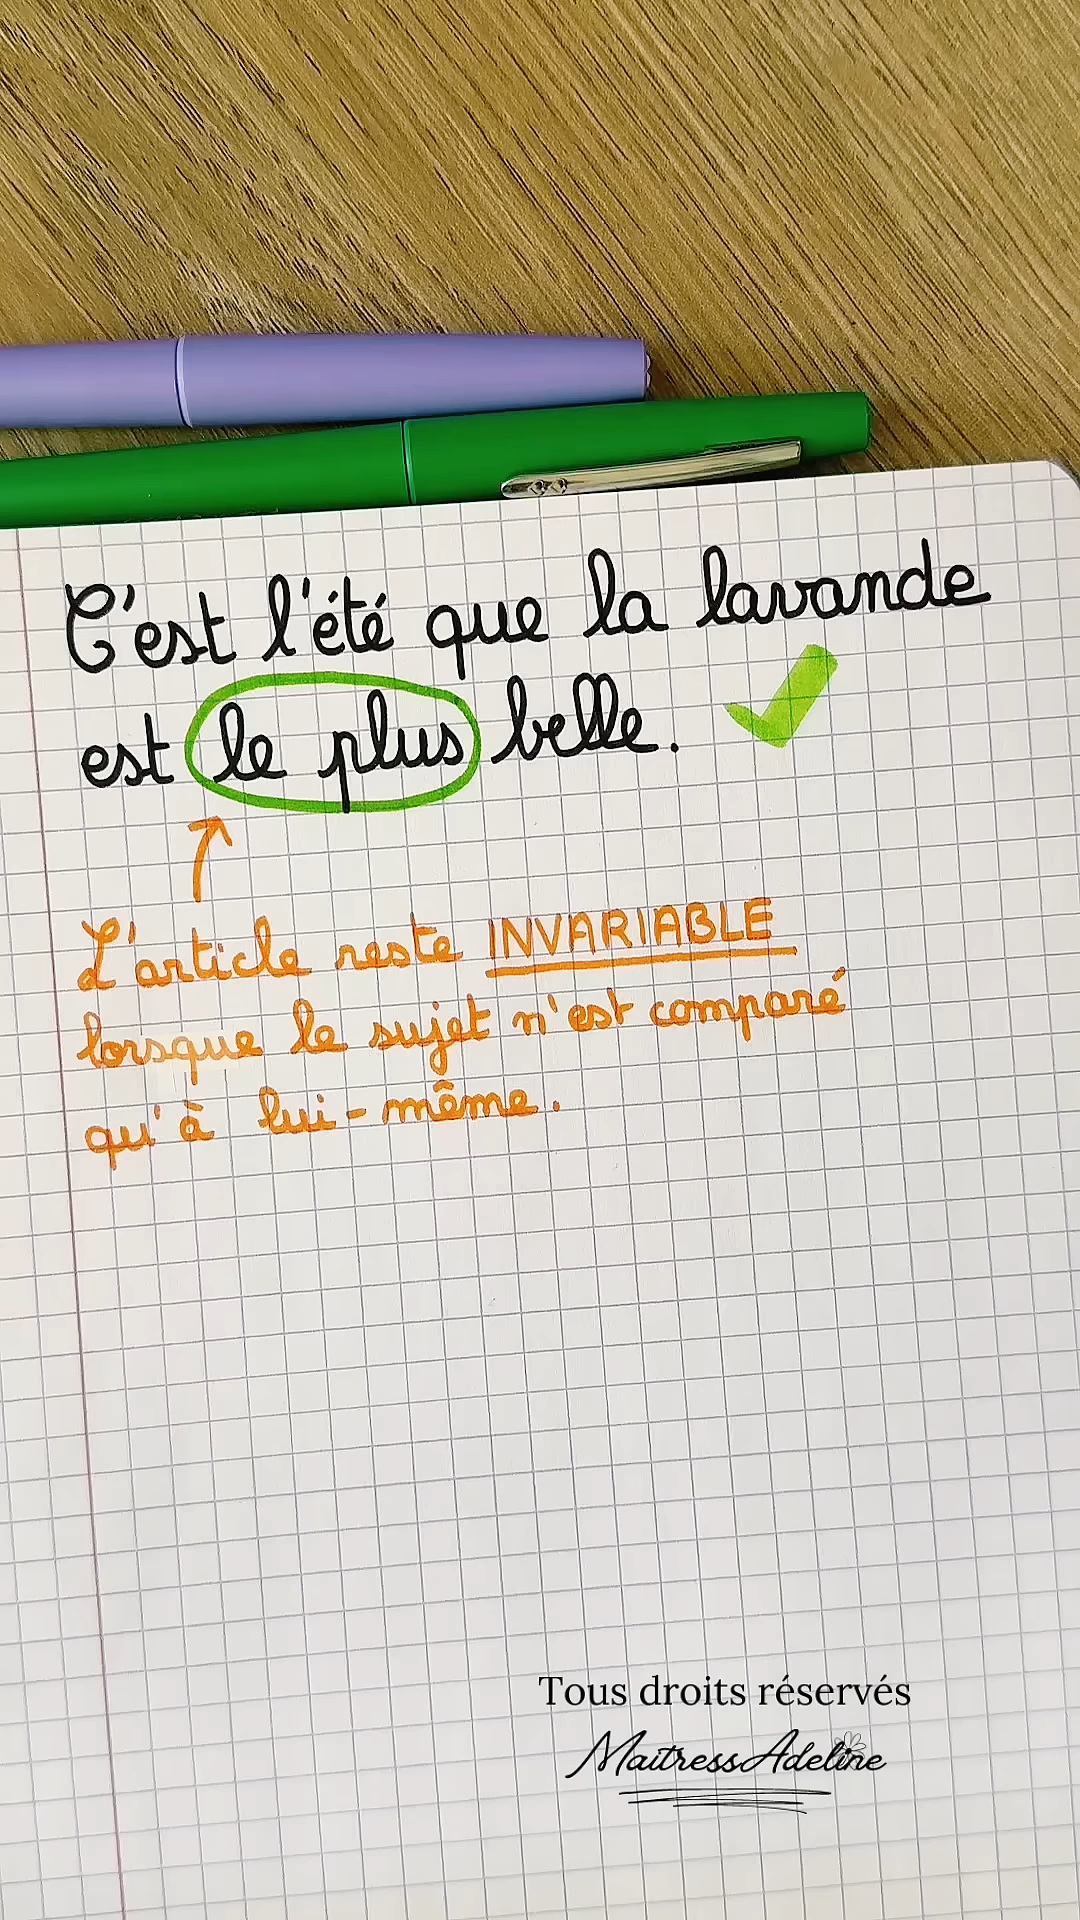 C'est l'été que la lavande
est le plus belle.
L'article reste INVARIABLE
lorsque le sujet n'est comparé
qu'à lui-même.
Tous droits réservés
MaitressAdeline